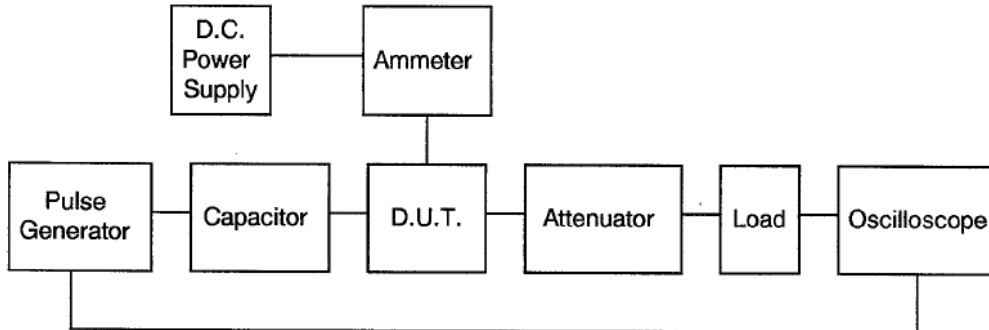 D.C.
Power
Supply
Ammeter
Pulse
Generator
Capacitor
D.U.T.
Attenuator
Load
Oscilloscope